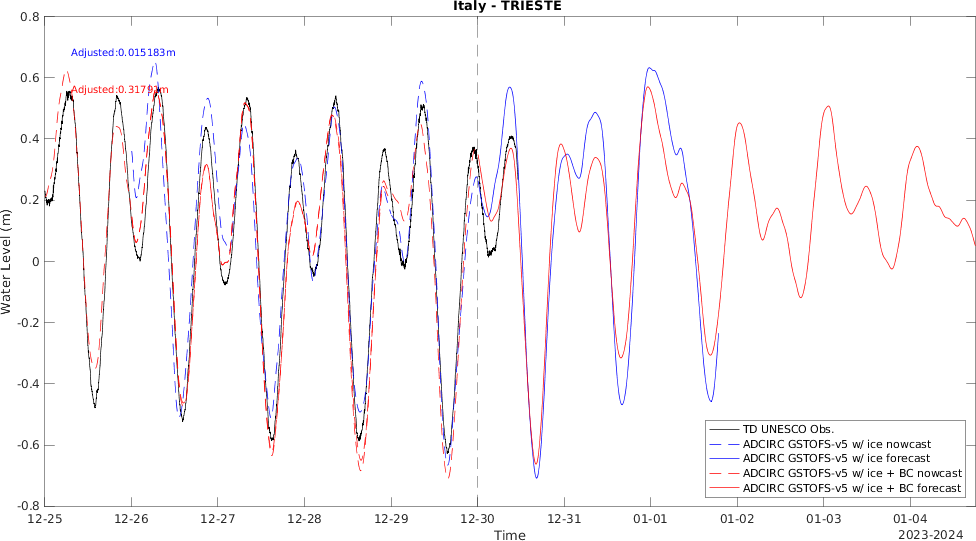 Italy - TRIESTE
0.8
0.6
0.4
0.2
0
-0.2
-0.4
-0.6
-0.8
Water Level (m)
Adjusted:0.015183m
TD UNESCO Obs.
ADCIRC GSTOFS-v5 w/ ice nowcast
ADCIRC GSTOFS-v5 w/ ice forecast
ADCIRC GSTOFS-v5 w/ ice + BC nowcast
ADCIRC GSTOFS-v5 w/ ice + BC forecast
12-25
12-26
12-27
12-28
12-29
12-30
12-31
01-01
01-02
01-03
01-04
Time
2023-2024